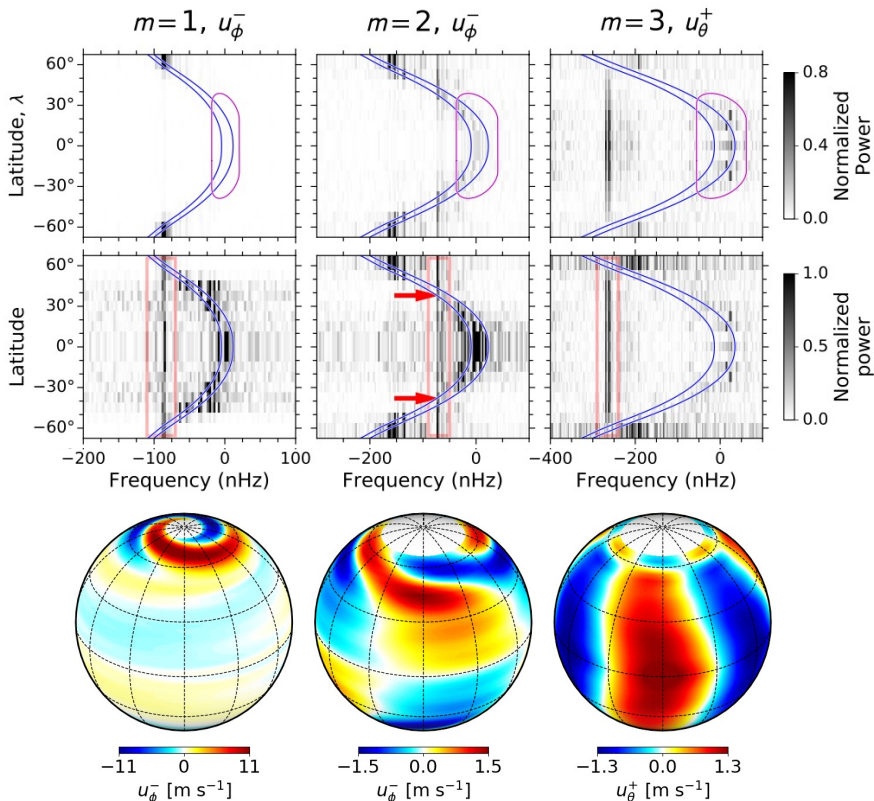 m = 1, u_ϕ^−
m = 2, u_ϕ^−
m = 3, u_θ^+
Latitude, λ
60°
30°
0°
−30°
−60°
0.8
0.4
0.0
Normalized
Power
Latitude
60°
30°
0°
−30°
−60°
1.0
0.5
0.0
Normalized
power
−200 −100 0 100
−200 0
−400 −200 0
Frequency (nHz)
Frequency (nHz)
Frequency (nHz)
−11 0 11
u_ϕ^− [m s⁻¹]
−1.5 0 1.5
u_ϕ^− [m s⁻¹]
−1.3 0 1.3
u_θ^+ [m s⁻¹]